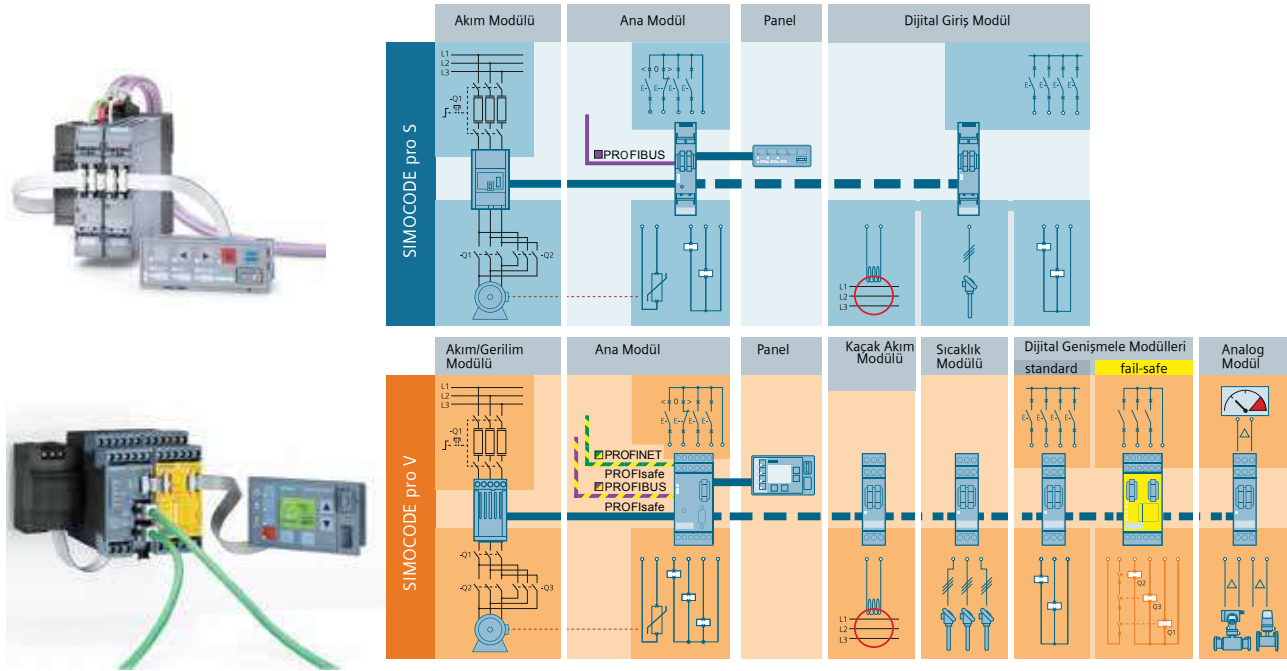 Akım Modülü
Ana Modül
Panel
Dijital Giriş Modül
SIMOCODE pro S
L1
L2
L3
-Q1
< 0 >
E- E-- E- E-
E-
PROFIBUS
-Q1
-Q2
L1
L2
L3
Akım/Gerilim Modülü
Ana Modül
Panel
Kaçak Akım Modülü
Sıcaklık Modülü
Dijital Genişmele Modülleri
standard
fail-safe
Analog Modül
SIMOCODE pro V
L1
L2
L3
-Q1
< 0 >
E- E-- E- E-
E-
PROFINET
PROFIsafe
PROFIBUS
PROFIsafe
-Q1
-Q2
-Q3
L1
L2
L3
Q2
Q3
Q1